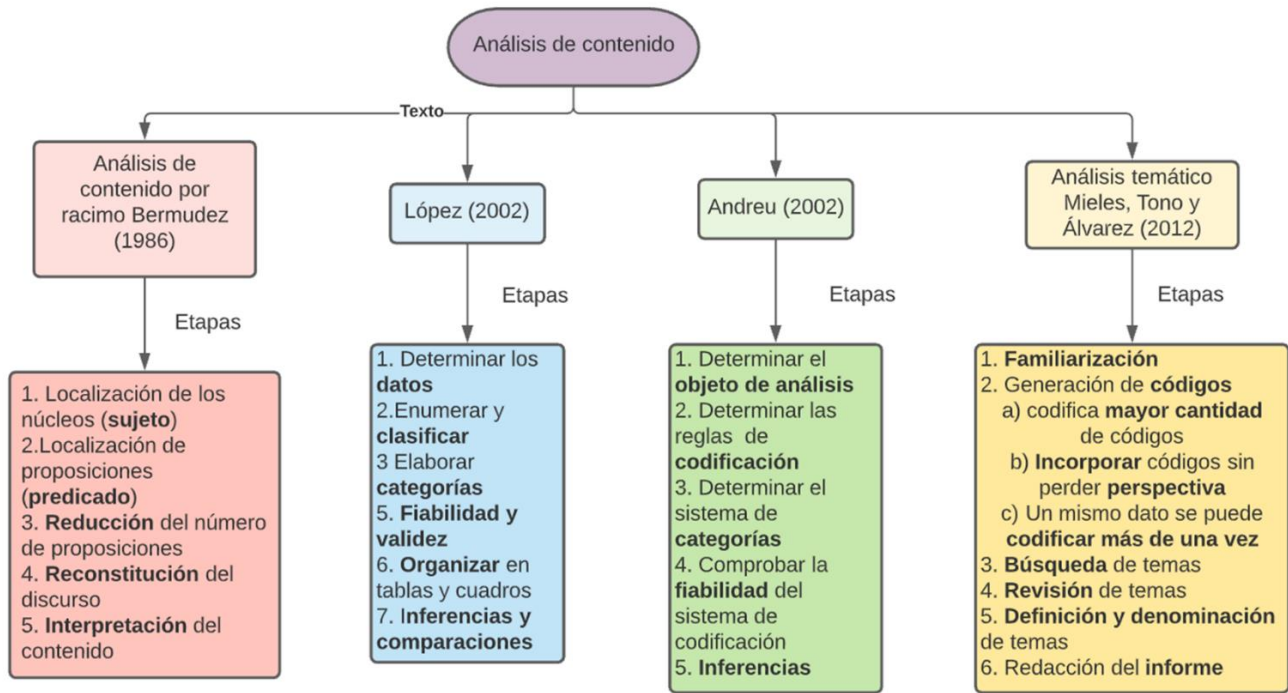 Análisis de contenido
Texto
Análisis de
contenido por
racimo Bermudez
(1986)
López (2002)
Andreu (2002)
Análisis temático
Mieles, Tono y
Álvarez (2012)
Etapas
Etapas
Etapas
Etapas
1. Localización de los
núcleos (sujeto)
2.Localización de
proposiciones
(predicado)
3. Reducción del número
de proposiciones
4. Reconstitución del
discurso
5. Interpretación del
contenido
1. Determinar los
datos
2.Enumerar y
clasificar
3 Elaborar
categorías
5. Fiabilidad y
validez
6. Organizar en
tablas y cuadros
7. Inferencias y
comparaciones
1. Determinar el
objeto de análisis
2. Determinar las
reglas de
codificación
3. Determinar el
sistema de
categorías
4. Comprobar la
fiabilidad del
sistema de
codificación
5. Inferencias
1. Familiarización
2. Generación de códigos
a) codifica mayor cantidad
de códigos
b) Incorporar códigos sin
perder perspectiva
c) Un mismo dato se puede
codificar más de una vez
3. Búsqueda de temas
4. Revisión de temas
5. Definición y denominación
de temas
6. Redacción del informe